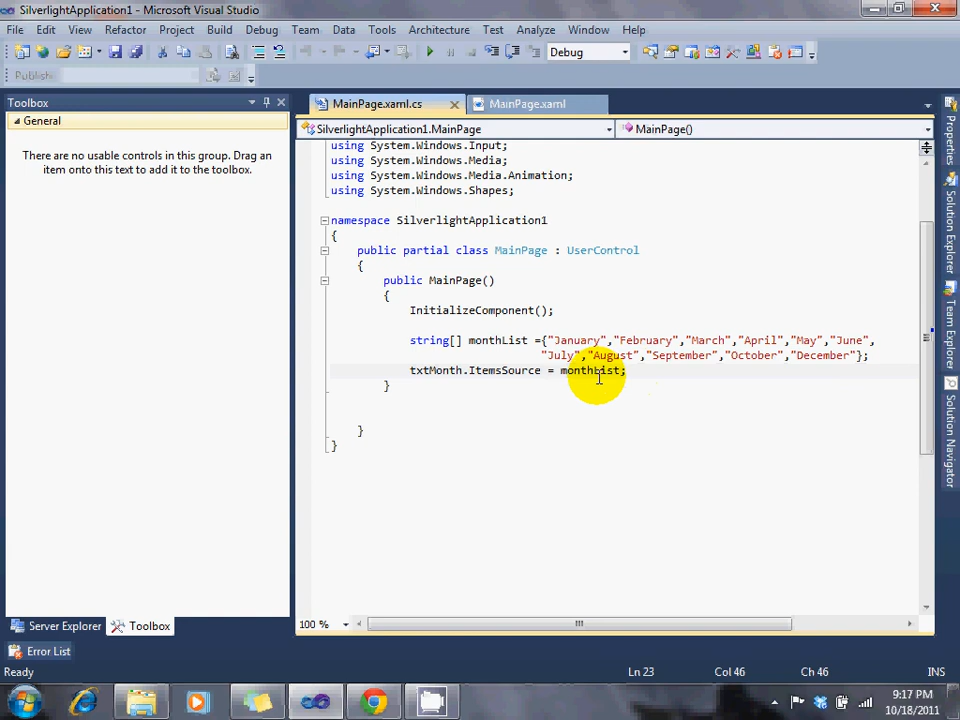 SilverlightApplication1 - Microsoft Visual Studio
File Edit View Refactor Project Build Debug Team Data Tools Architecture Test Analyze Window Help
Debug
Publish:
Toolbox
MainPage.xaml.cs
MainPage.xaml
General
SilverlightApplication1.MainPage
MainPage()
There are no usable controls in this group. Drag an
item onto this text to add it to the toolbox.
using System.Windows.Input;
using System.Windows.Media;
using System.Windows.Media.Animation;
using System.Windows.Shapes;
namespace SilverlightApplication1
{
public partial class MainPage : UserControl
{
public MainPage()
{
InitializeComponent();
string[] monthList ={"January","February","March","April","May","June",
"July","August","September","October","December"};
txtMonth.ItemsSource = monthList;
}
}
}
Properties
Solution Explorer
Team Explorer
Solution Navigator
100 %
Server Explorer
Toolbox
Error List
Ready
Ln 23
Col 46
Ch 46
INS
9:17 PM
10/18/2011